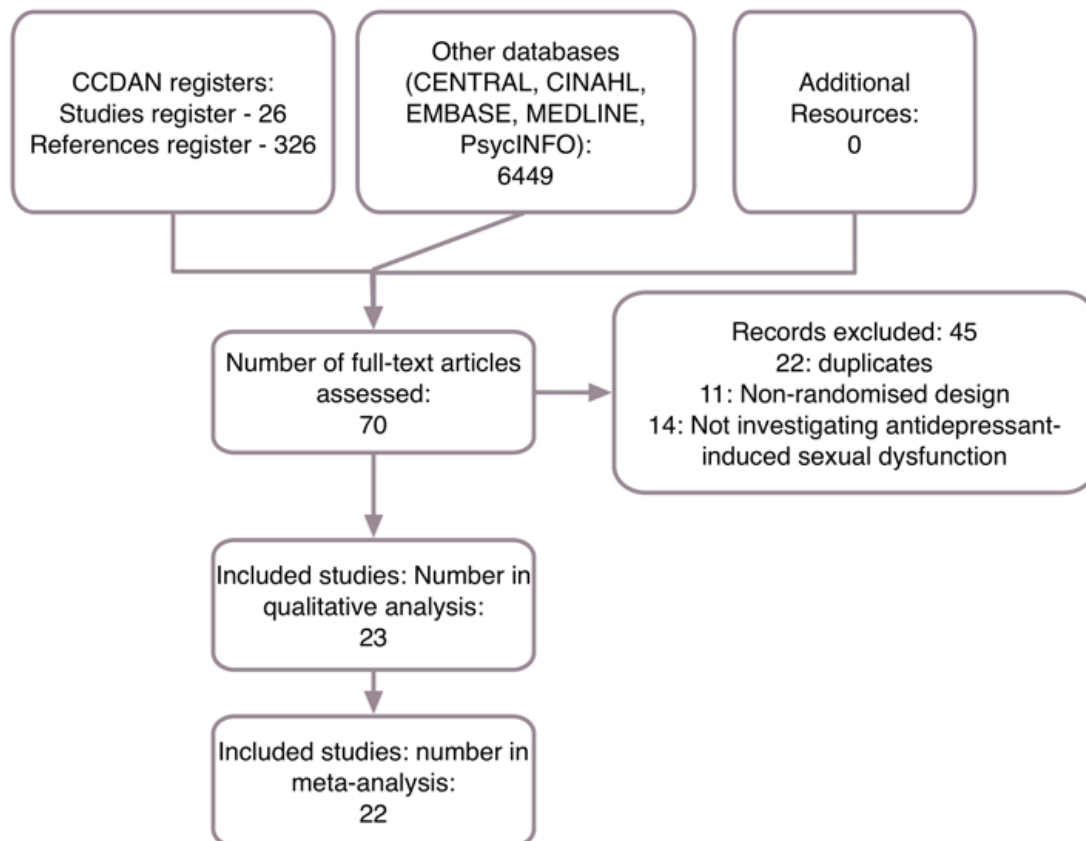 CCDAN registers:
Studies register - 26
References register - 326
Other databases
(CENTRAL, CINAHL,
EMBASE, MEDLINE,
PsycINFO):
6449
Additional
Resources:
0
Number of full-text articles
assessed:
70
Records excluded: 45
22: duplicates
11: Non-randomised design
14: Not investigating antidepressant-
induced sexual dysfunction
Included studies: Number in
qualitative analysis:
23
Included studies: number in
meta-analysis:
22